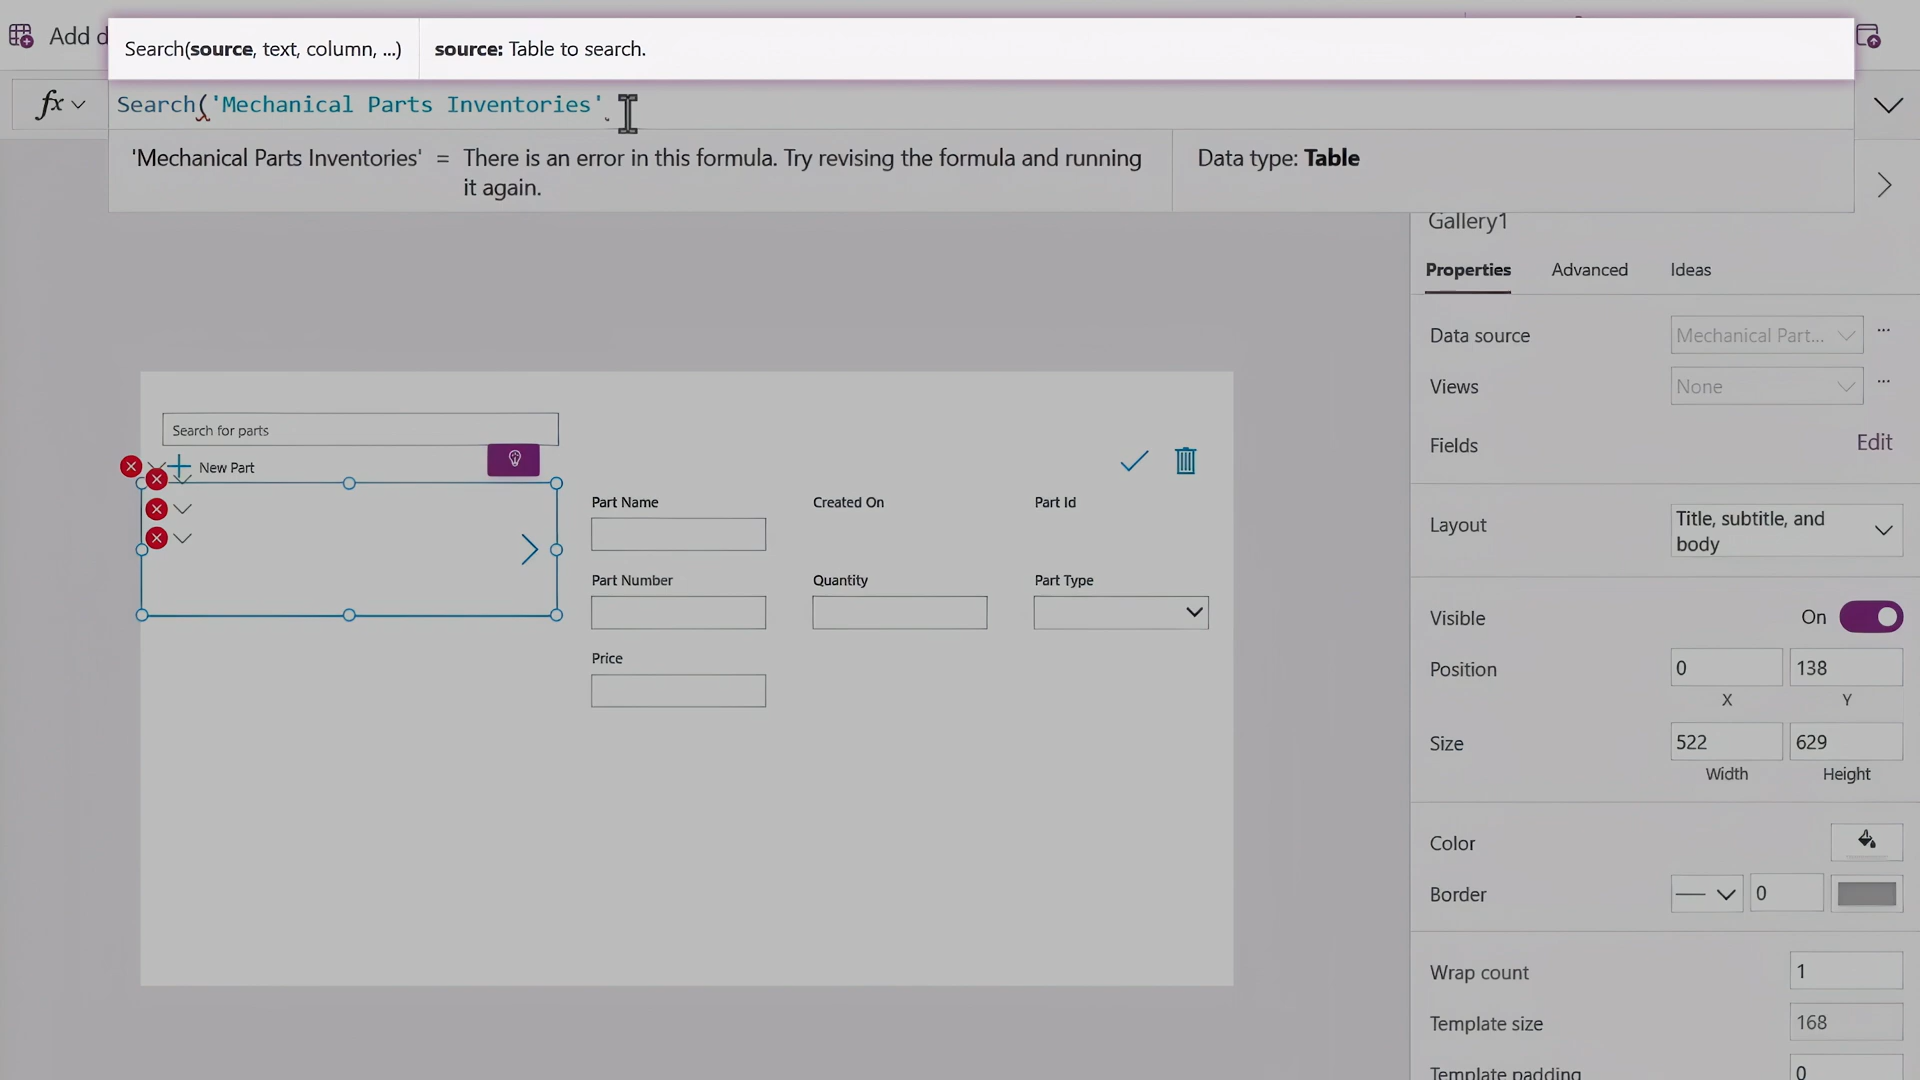 Add d
Search(source, text, column, ...) source: Table to search.
fx Search('Mechanical Parts Inventories'
'Mechanical Parts Inventories' = There is an error in this formula. Try revising the formula and running
it again.
Data type: Table
Gallery1
Properties Advanced Ideas
Data source Mechanical Part... ...
Views None ...
Fields Edit
Layout Title, subtitle, and
body
Visible On
Position 0 138
X Y
Size 522 629
Width Height
Color
Border 0
Wrap count 1
Template size 168
Template padding 0
Search for parts
New Part
Part Name Created On Part Id
Part Number Quantity Part Type
Price